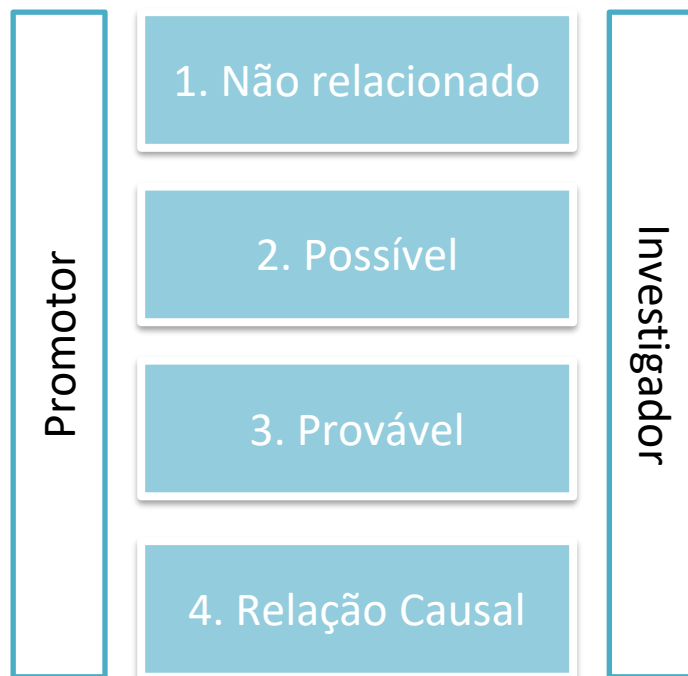 Promotor
1. Não relacionado
2. Possível
3. Provável
4. Relação Causal
Investigador